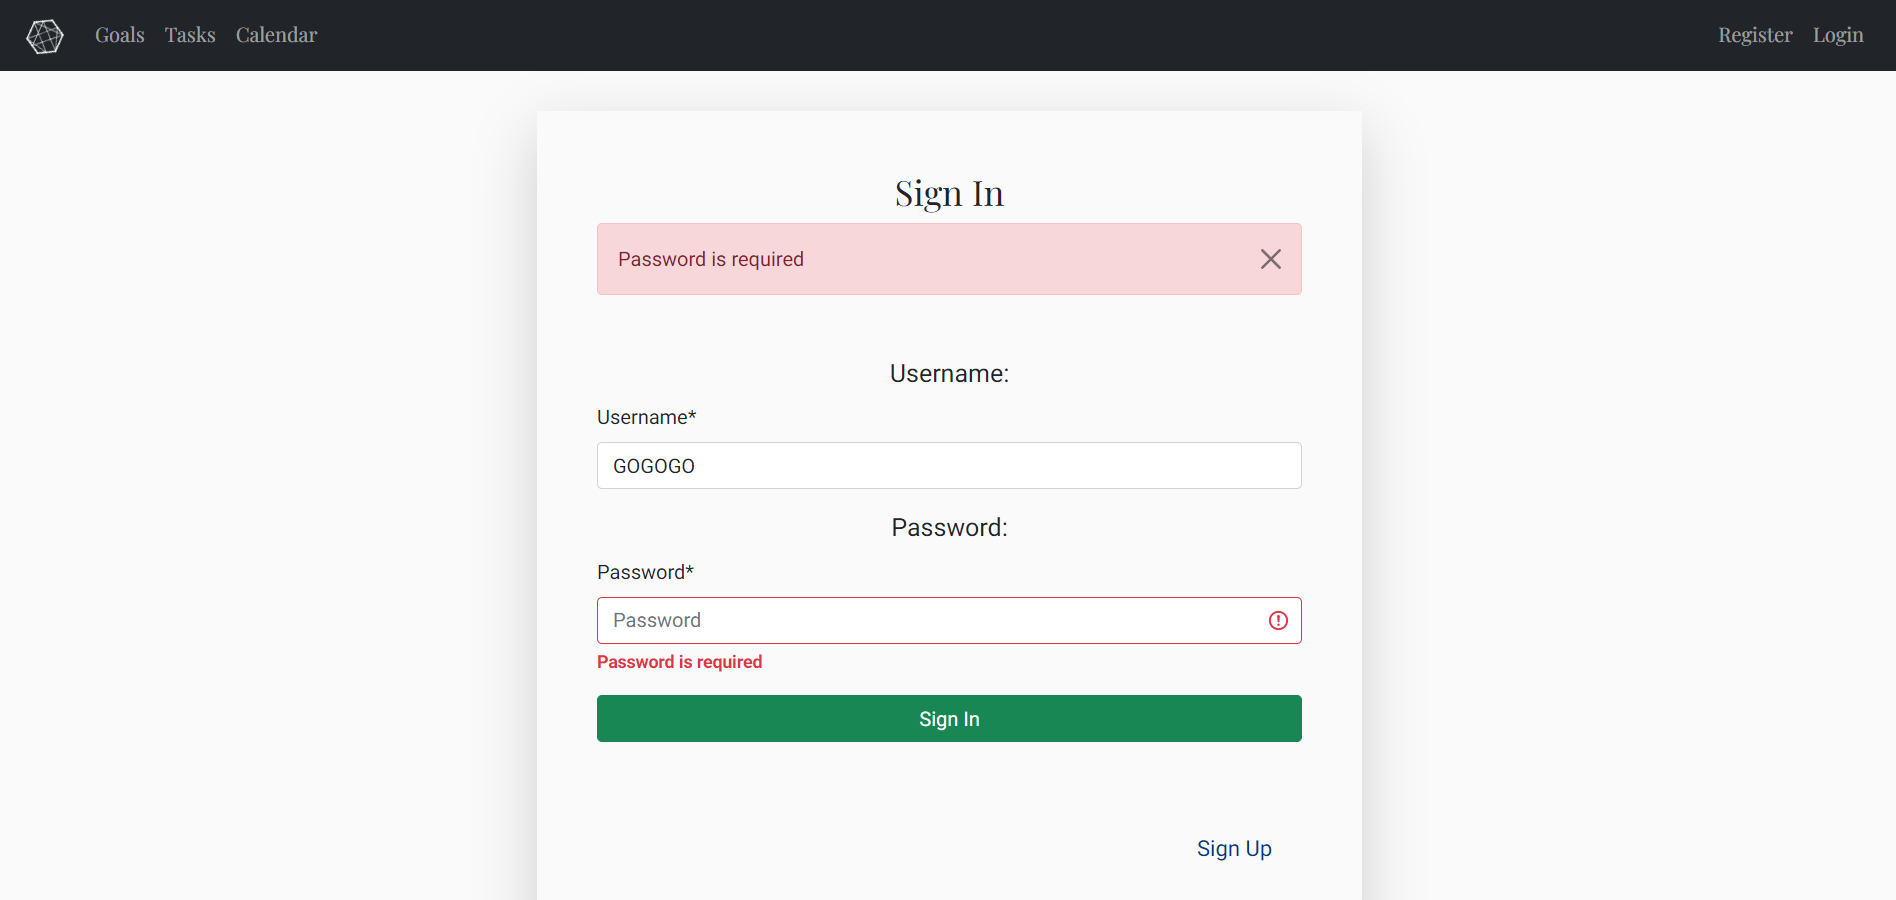 Goals Tasks Calendar Register Login
Sign In
Password is required
Username:
Username*
GOGOGO
Password:
Password*
Password
Password is required
Sign In
Sign Up